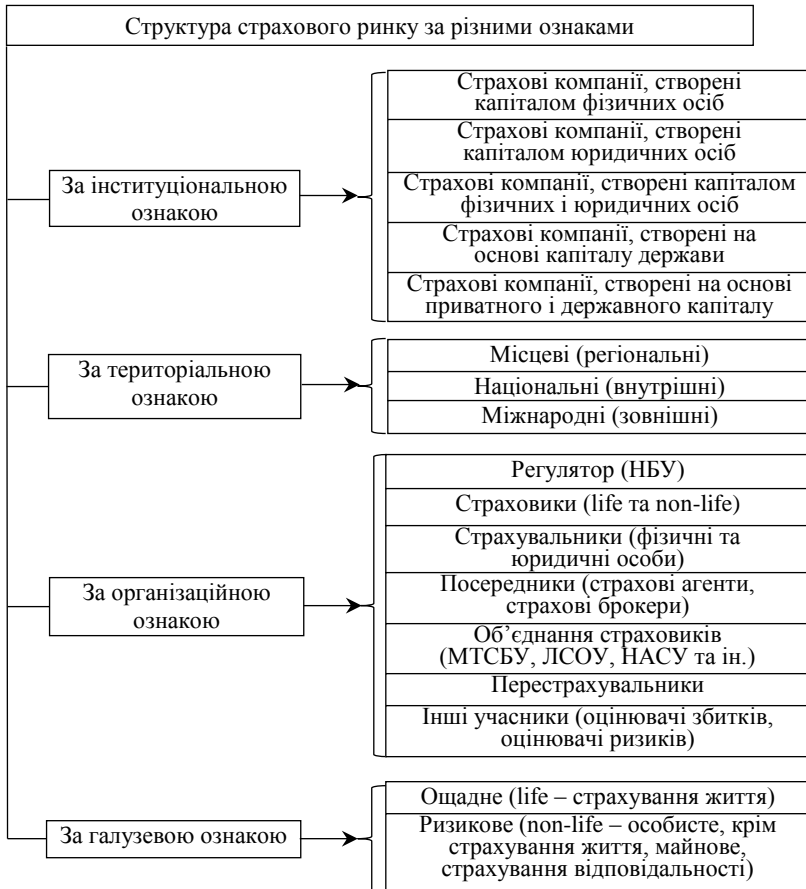 Структура страхового ринку за різними ознаками
За інституціональною
ознакою
Страхові компанії, створені
капіталом фізичних осіб
Страхові компанії, створені
капіталом юридичних осіб
Страхові компанії, створені капіталом
фізичних і юридичних осіб
Страхові компанії, створені на
основі капіталу держави
Страхові компанії, створені на основі
приватного і державного капіталу
За територіальною
ознакою
Місцеві (регіональні)
Національні (внутрішні)
Міжнародні (зовнішні)
За організаційною
ознакою
Регулятор (НБУ)
Страховики (life та non-life)
Страхувальники (фізичні та
юридичні особи)
Посередники (страхові агенти,
страхові брокери)
Об’єднання страховиків
(МТСБУ, ЛСОУ, НАСУ та ін.)
Перестрахувальники
Інші учасники (оцінювачі збитків,
оцінювачі ризиків)
За галузевою ознакою
Ощадне (life – страхування життя)
Ризикове (non-life – особисте, крім
страхування життя, майнове,
страхування відповідальності)